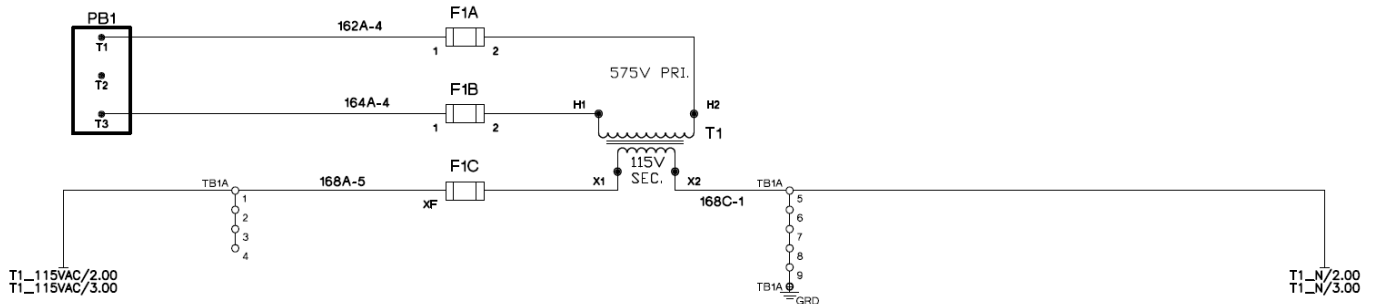 PB1
F1A
162A-4
T1
1
2
T2
575V PRI.
F1B
164A-4
H1
H2
T3
1
2
T1
F1C
115V
SEC.
TB1A
168A-5
X1
X2
TB1A
XF
168C-1
1
5
2
6
3
7
4
8
9
T1_115VAC/2.00
T1_115VAC/3.00
T1_N/2.00
T1_N/3.00
TB1A
GRD